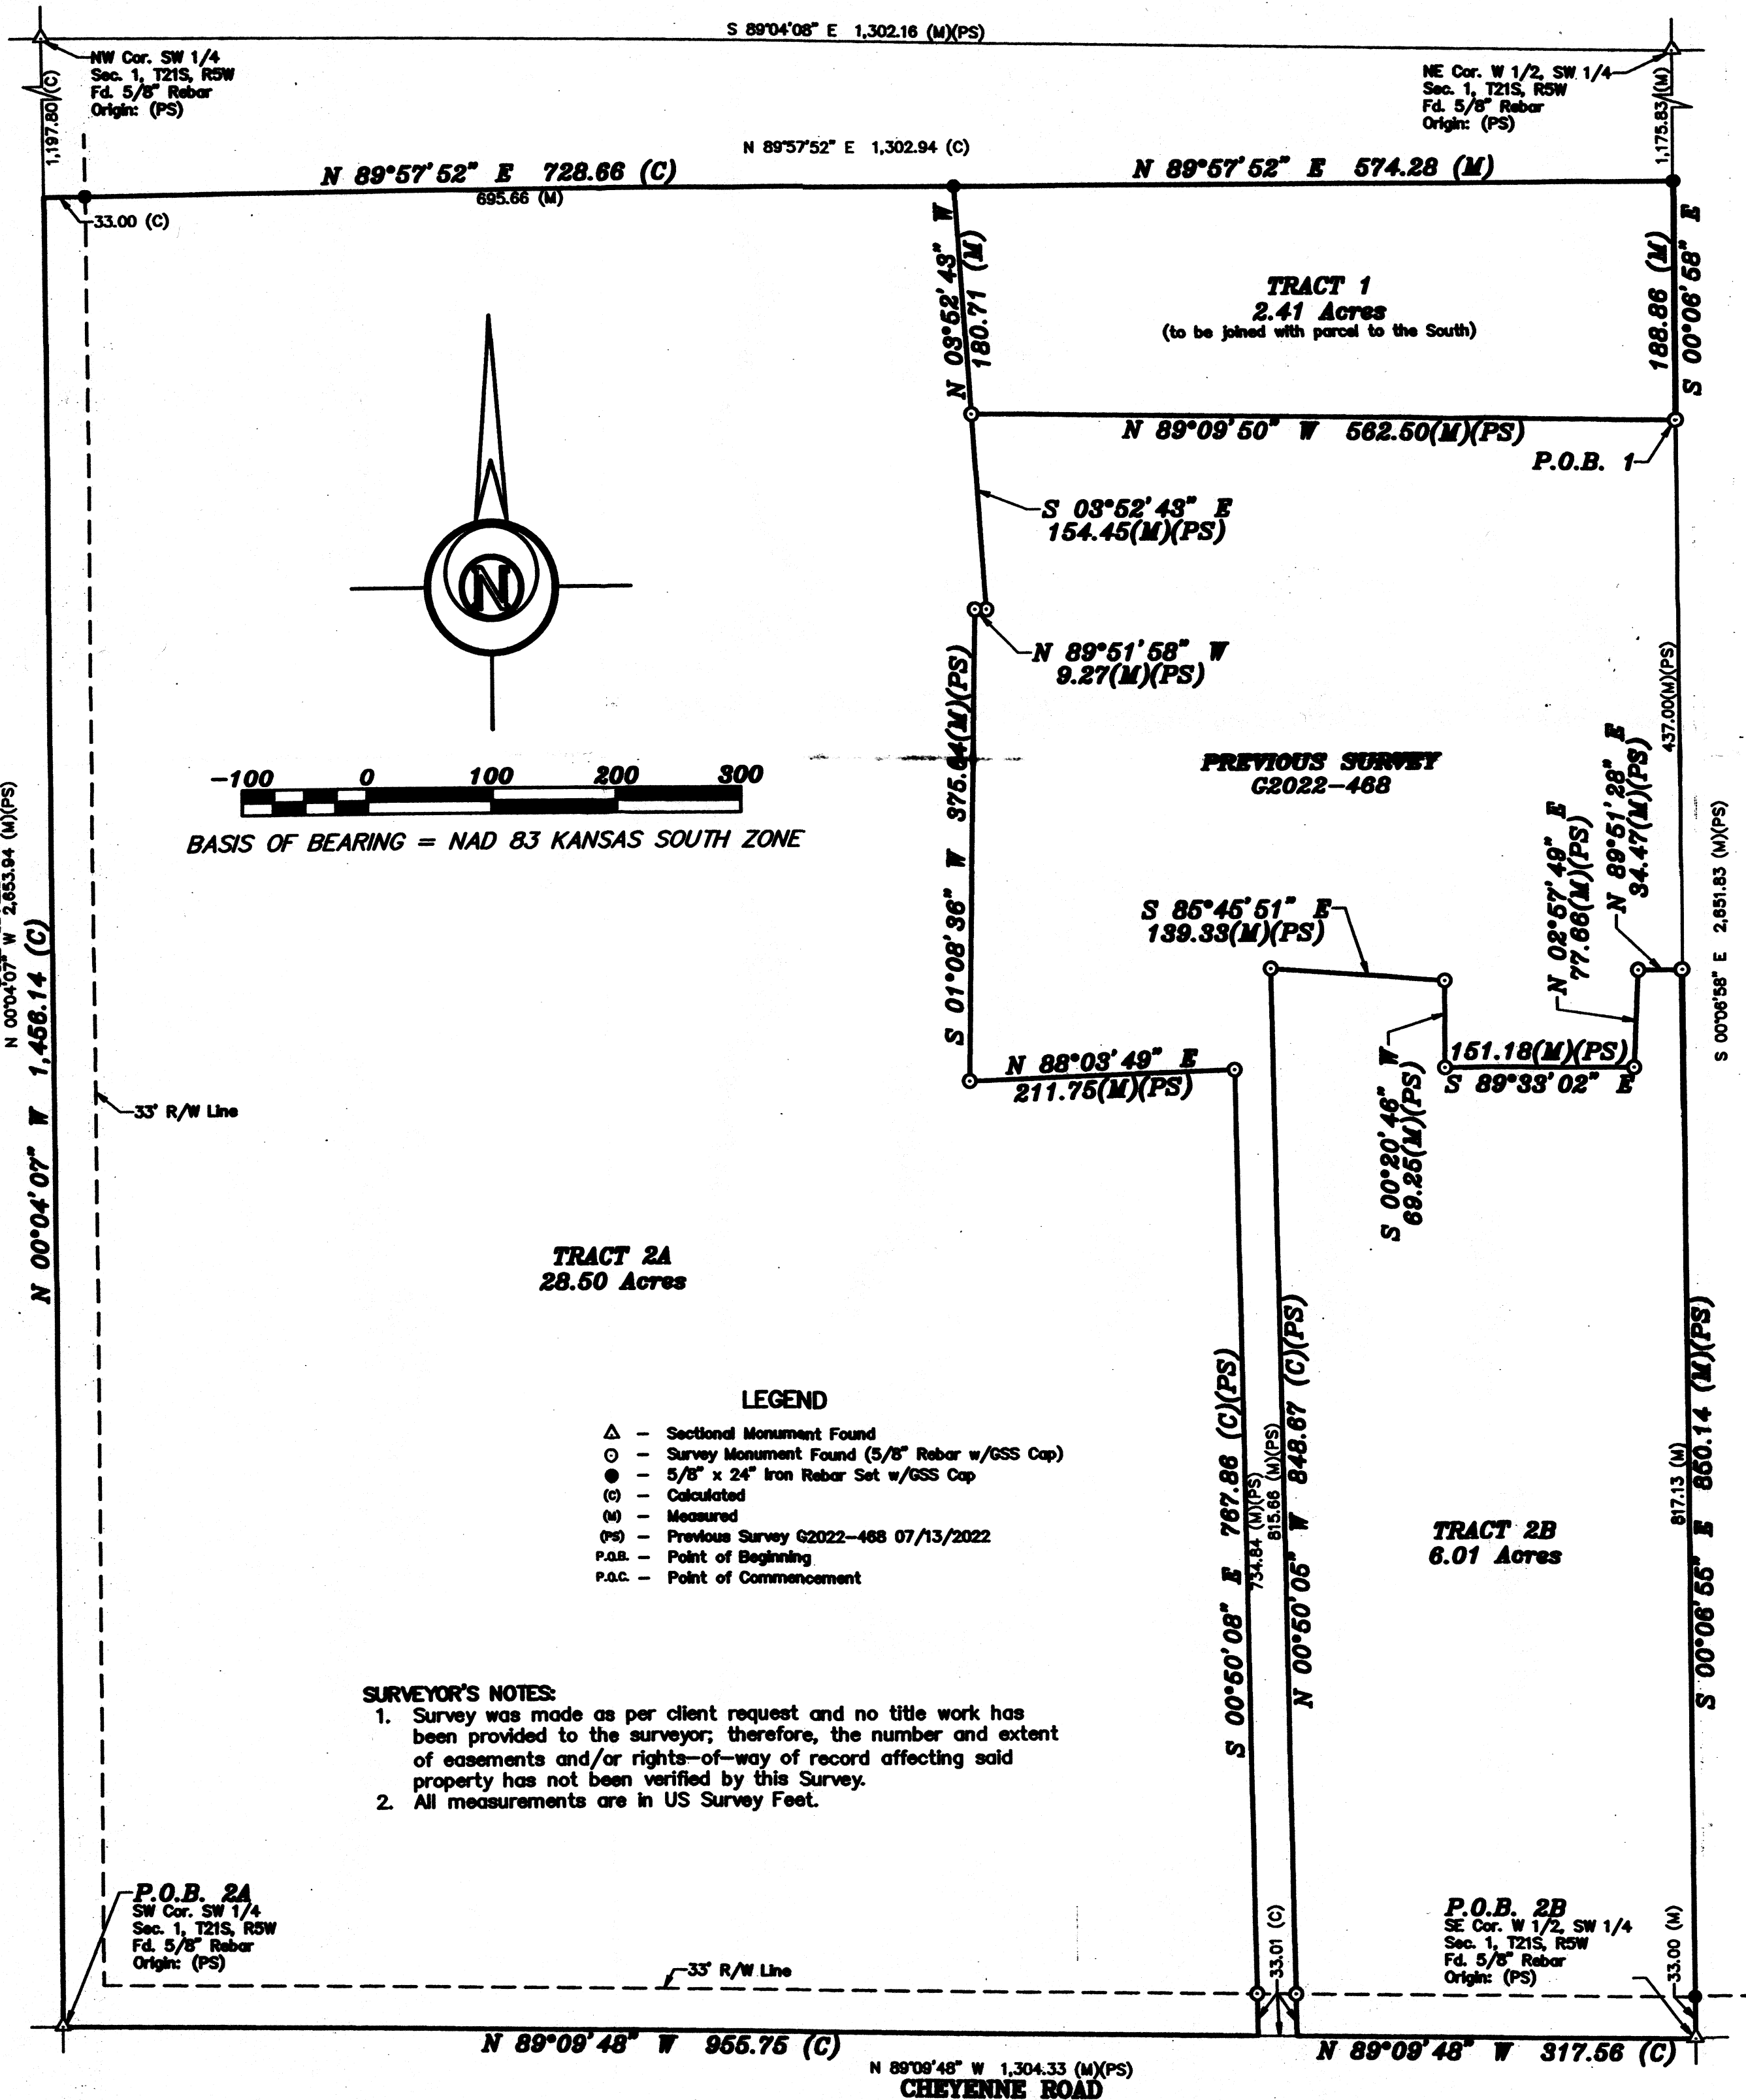 S 89°04'08" E 1,302.16 (M)(PS)
NW Cor. SW 1/4
Sec. 1, T21S, R5W
Fd. 5/8" Rebar
Origin: (PS)
NE Cor. W 1/2, SW 1/4
Sec. 1, T21S, R5W
Fd. 5/8" Rebar
Origin: (PS)
1,197.80 (C)
1,175.83 (M)
N 89°57'52" E 1,302.94 (C)
N 89°57'52" E 728.66 (C)
695.66 (M)
N 89°57'52" E 574.28 (M)
33.00 (C)
N 03°52'43" W
180.71 (M)
TRACT 1
2.41 Acres
(to be joined with parcel to the South)
188.86 (M)
S 00°06'58" E
N 89°09'50" W 562.50(M)(PS)
P.O.B. 1
S 03°52'43" E
154.45(M)(PS)
N
N 89°51'58" W
9.27(M)(PS)
S 01°08'36" W 375.64(M)(PS)
437.00(M)(PS)
PREVIOUS SURVEY
G2022-468
-100 0 100 200 300
BASIS OF BEARING = NAD 83 KANSAS SOUTH ZONE
N 00°04'07" W 2,653.94 (M)(PS)
N 00°04'07" W 1,456.14 (C)
S 85°45'51" E
139.33(M)(PS)
N 02°57'49" E
77.66(M)(PS)
N 89°51'28" E
34.47(M)(PS)
S 00°06'58" E 2,651.83 (M)(PS)
N 88°03'49" E
211.75(M)(PS)
S 00°20'46" W
69.25(M)(PS)
151.18(M)(PS)
S 89°33'02" E
33' R/W Line
TRACT 2A
28.50 Acres
LEGEND
△ - Sectional Monument Found
⊙ - Survey Monument Found (5/8" Rebar w/GSS Cap)
● - 5/8" x 24" Iron Rebar Set w/GSS Cap
(C) - Calculated
(M) - Measured
(PS) - Previous Survey G2022-468 07/13/2022
P.O.B. - Point of Beginning
P.O.C. - Point of Commencement
S 00°50'08" E 767.86 (C)(PS)
734.84 (M)(PS)
815.66 (M)(PS)
N 00°50'05" W 848.67 (C)(PS)
TRACT 2B
6.01 Acres
817.13 (M)
S 00°06'55" E 850.14 (M)(PS)
SURVEYOR'S NOTES:
1. Survey was made as per client request and no title work has
been provided to the surveyor; therefore, the number and extent
of easements and/or rights-of-way of record affecting said
property has not been verified by this Survey.
2. All measurements are in US Survey Feet.
P.O.B. 2A
SW Cor. SW 1/4
Sec. 1, T21S, R5W
Fd. 5/8" Rebar
Origin: (PS)
P.O.B. 2B
SE Cor. W 1/2, SW 1/4
Sec. 1, T21S, R5W
Fd. 5/8" Rebar
Origin: (PS)
33.01 (C)
33.00 (M)
33' R/W Line
N 89°09'48" W 955.75 (C)
N 89°09'48" W 317.56 (C)
N 89°09'48" W 1,304.33 (M)(PS)
CHEYENNE ROAD